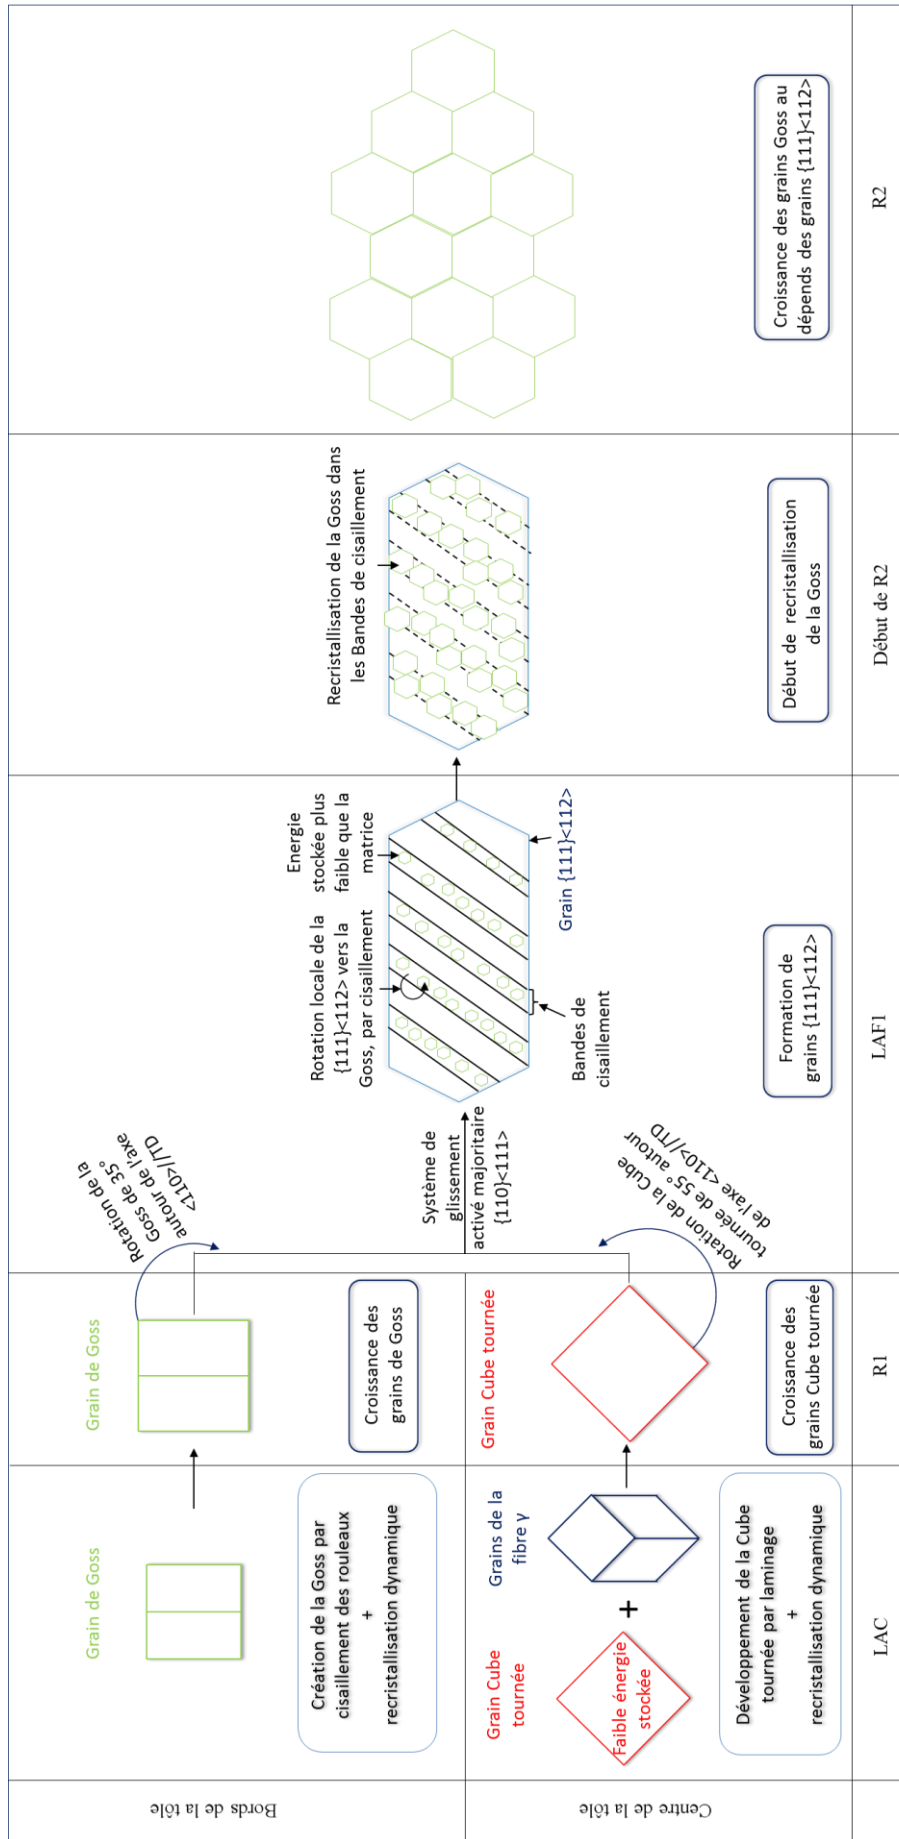 Bords de la tôle
Grain de Goss
Création de la Goss par
cisaillement des rouleaux
+
recristallisation dynamique
Grain de Goss
Croissance des
grains de Goss
Rotation de la
Goss de 35°
autour de l'axe
<110>//TD
Centre de la tôle
Grain Cube
tournée
Faible énergie
stockée
+
Grains de la
fibre γ
Développement de la Cube
tournée par laminage
+
recristallisation dynamique
Grain Cube tournée
Croissance des
grains Cube tournée
Rotation de la Cube
tournée de 55° autour
de l'axe <110>//TD
Système de
glissement
activé majoritaire
{110}<111>
Rotation locale de la
{111}<112> vers la
Goss, par cisaillement
Energie
stockée plus
faible que la
matrice
Bandes de
cisaillement
Grain {111}<112>
Formation de
grains {111}<112>
Recristallisation de la Goss dans
les Bandes de cisaillement
Début de recristallisation
de la Goss
Croissance des grains Goss au
dépends des grains {111}<112>
LAC
R1
LAF1
Début de R2
R2